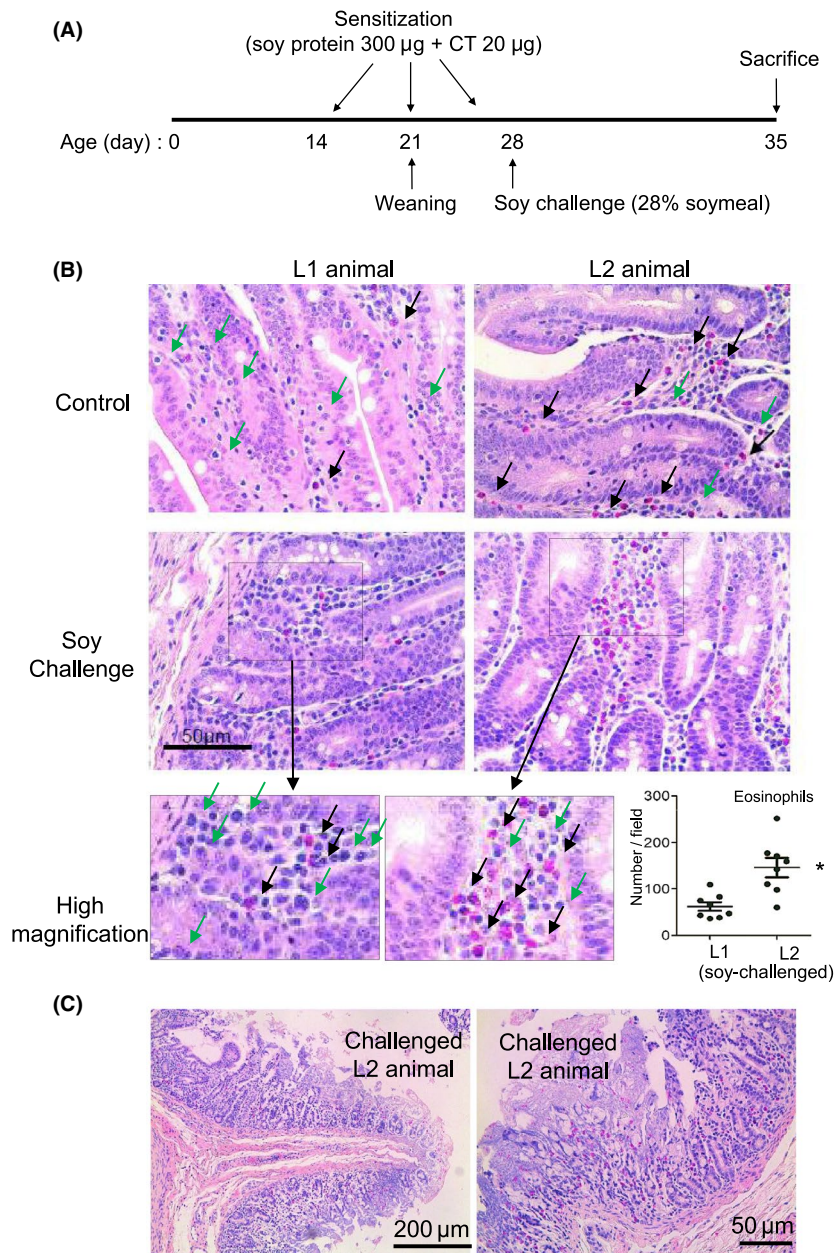 (A)
Sensitization
(soy protein 300 µg + CT 20 µg)
Sacrifice
Age (day) : 0 14 21 28 35
Weaning Soy challenge (28% soymeal)
(B)
L1 animal L2 animal
Control
Soy
Challenge
50µm
High
magnification
300
200
100
0
Number / field
Eosinophils
*
L1 L2
(soy-challenged)
(C)
Challenged
L2 animal
200 µm
Challenged
L2 animal
50 µm